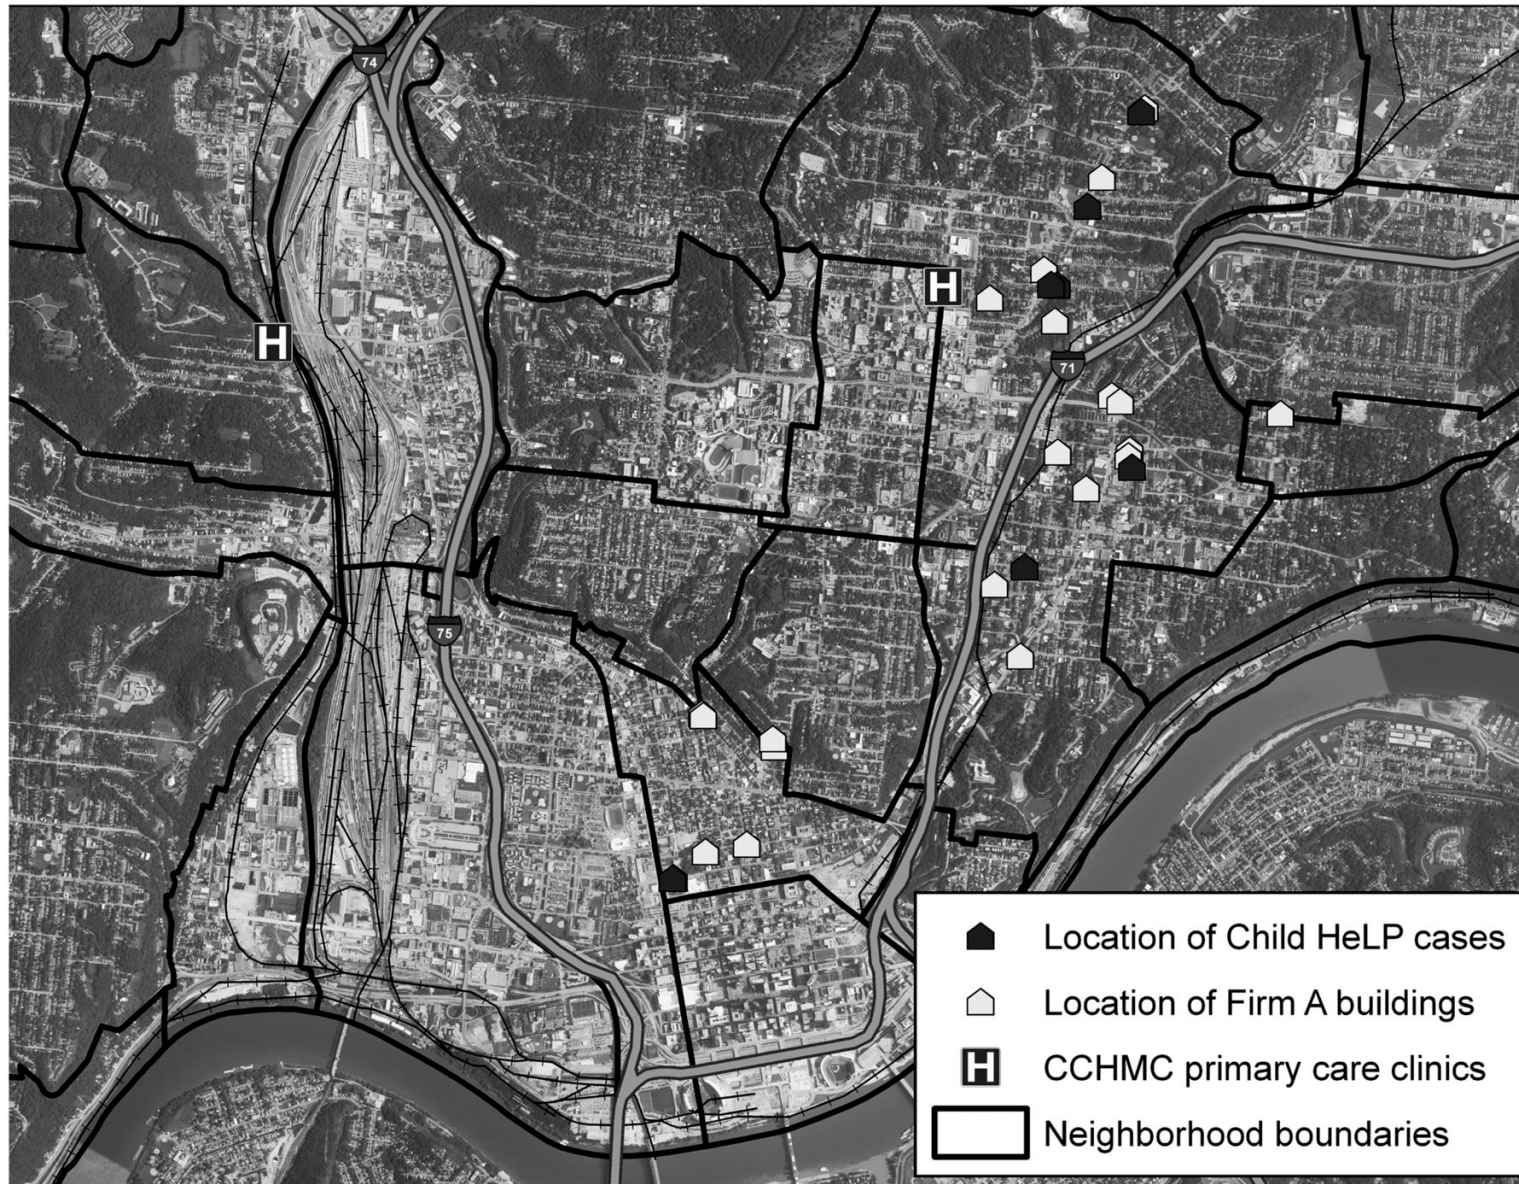 74
H
H
71
75
Location of Child HeLP cases
Location of Firm A buildings
H CCHMC primary care clinics
Neighborhood boundaries